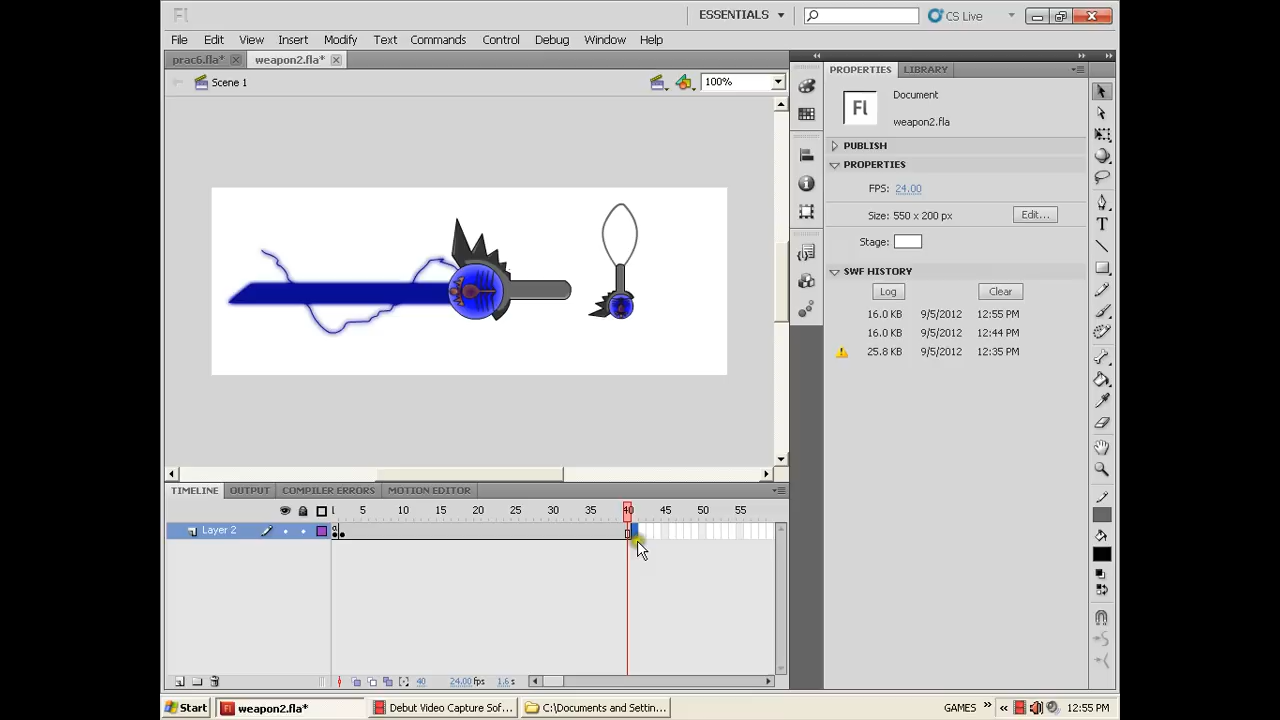 Fl ESSENTIALS CS Live
File Edit View Insert Modify Text Commands Control Debug Window Help
prac6.fla* weapon2.fla*
Scene 1 100%
PROPERTIES LIBRARY
Fl Document
weapon2.fla
PUBLISH
PROPERTIES
FPS: 24.00
Size: 550 x 200 px Edit...
Stage:
SWF HISTORY
Log Clear
16.0 KB 9/5/2012 12:55 PM
16.0 KB 9/5/2012 12:44 PM
25.8 KB 9/5/2012 12:35 PM
TIMELINE OUTPUT COMPILER ERRORS MOTION EDITOR
1 5 10 15 20 25 30 35 40 45 50 55
Layer 2
40 24.00 fps 1.6 s
Start weapon2.fla* Debut Video Capture Sof... C:\Documents and Settin... GAMES » « 12:55 PM